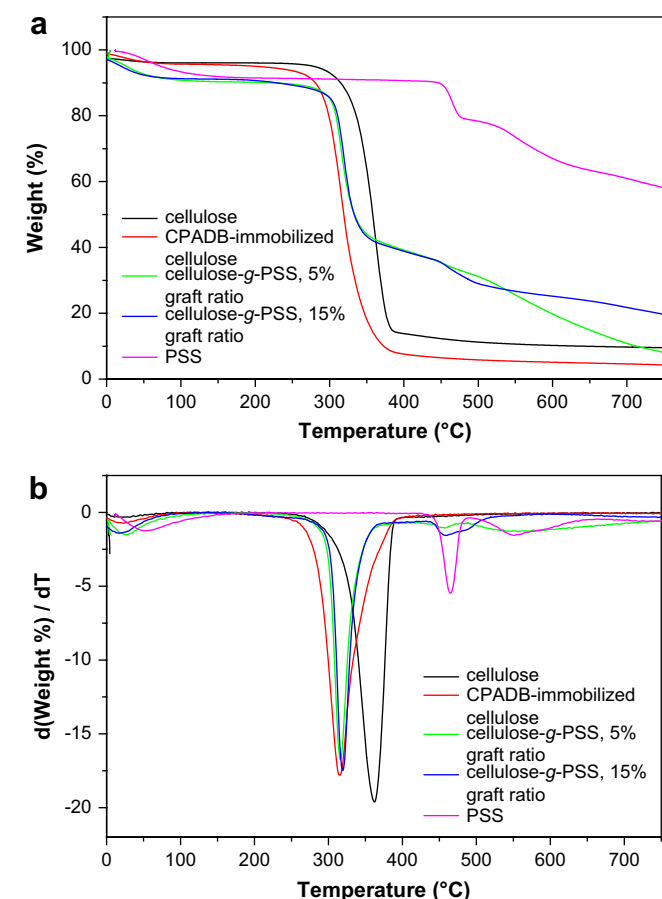 a
100
80
60
40
20
0
Weight (%)
cellulose
CPADB-immobilized
cellulose
cellulose-g-PSS, 5%
graft ratio
cellulose-g-PSS, 15%
graft ratio
PSS
0 100 200 300 400 500 600 700
Temperature (°C)
b
0
-5
-10
-15
-20
d(Weight %) / dT
cellulose
CPADB-immobilized
cellulose
cellulose-g-PSS, 5%
graft ratio
cellulose-g-PSS, 15%
graft ratio
PSS
0 100 200 300 400 500 600 700
Temperature (°C)